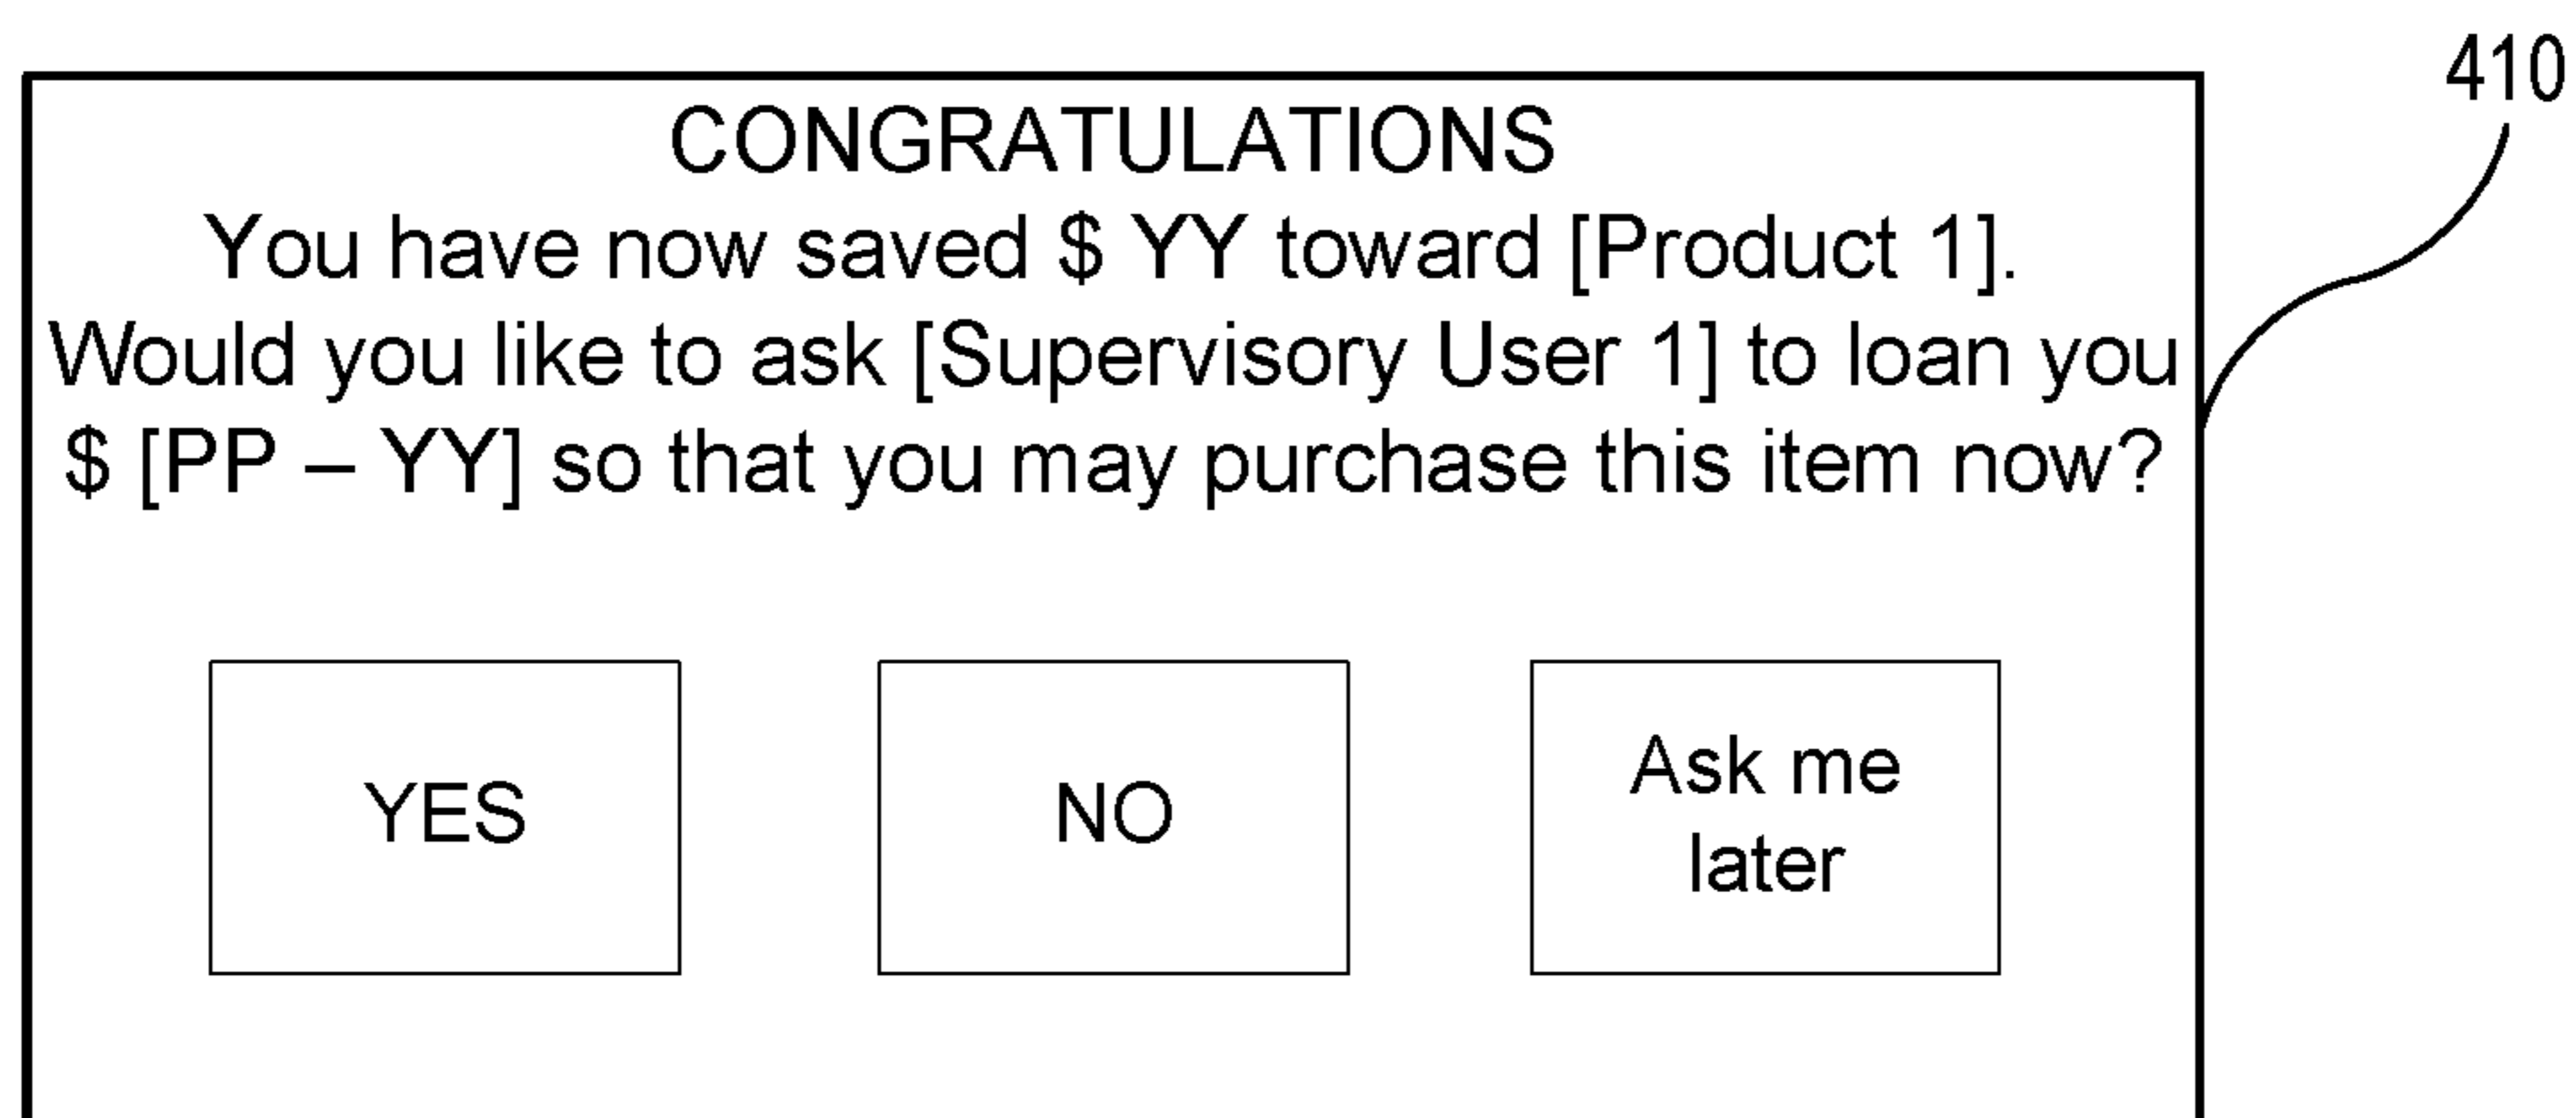 410
CONGRATULATIONS
You have now saved $ YY toward [Product 1].
Would you like to ask [Supervisory User 1] to loan you
$ [PP – YY] so that you may purchase this item now?
YES
NO
Ask me
later